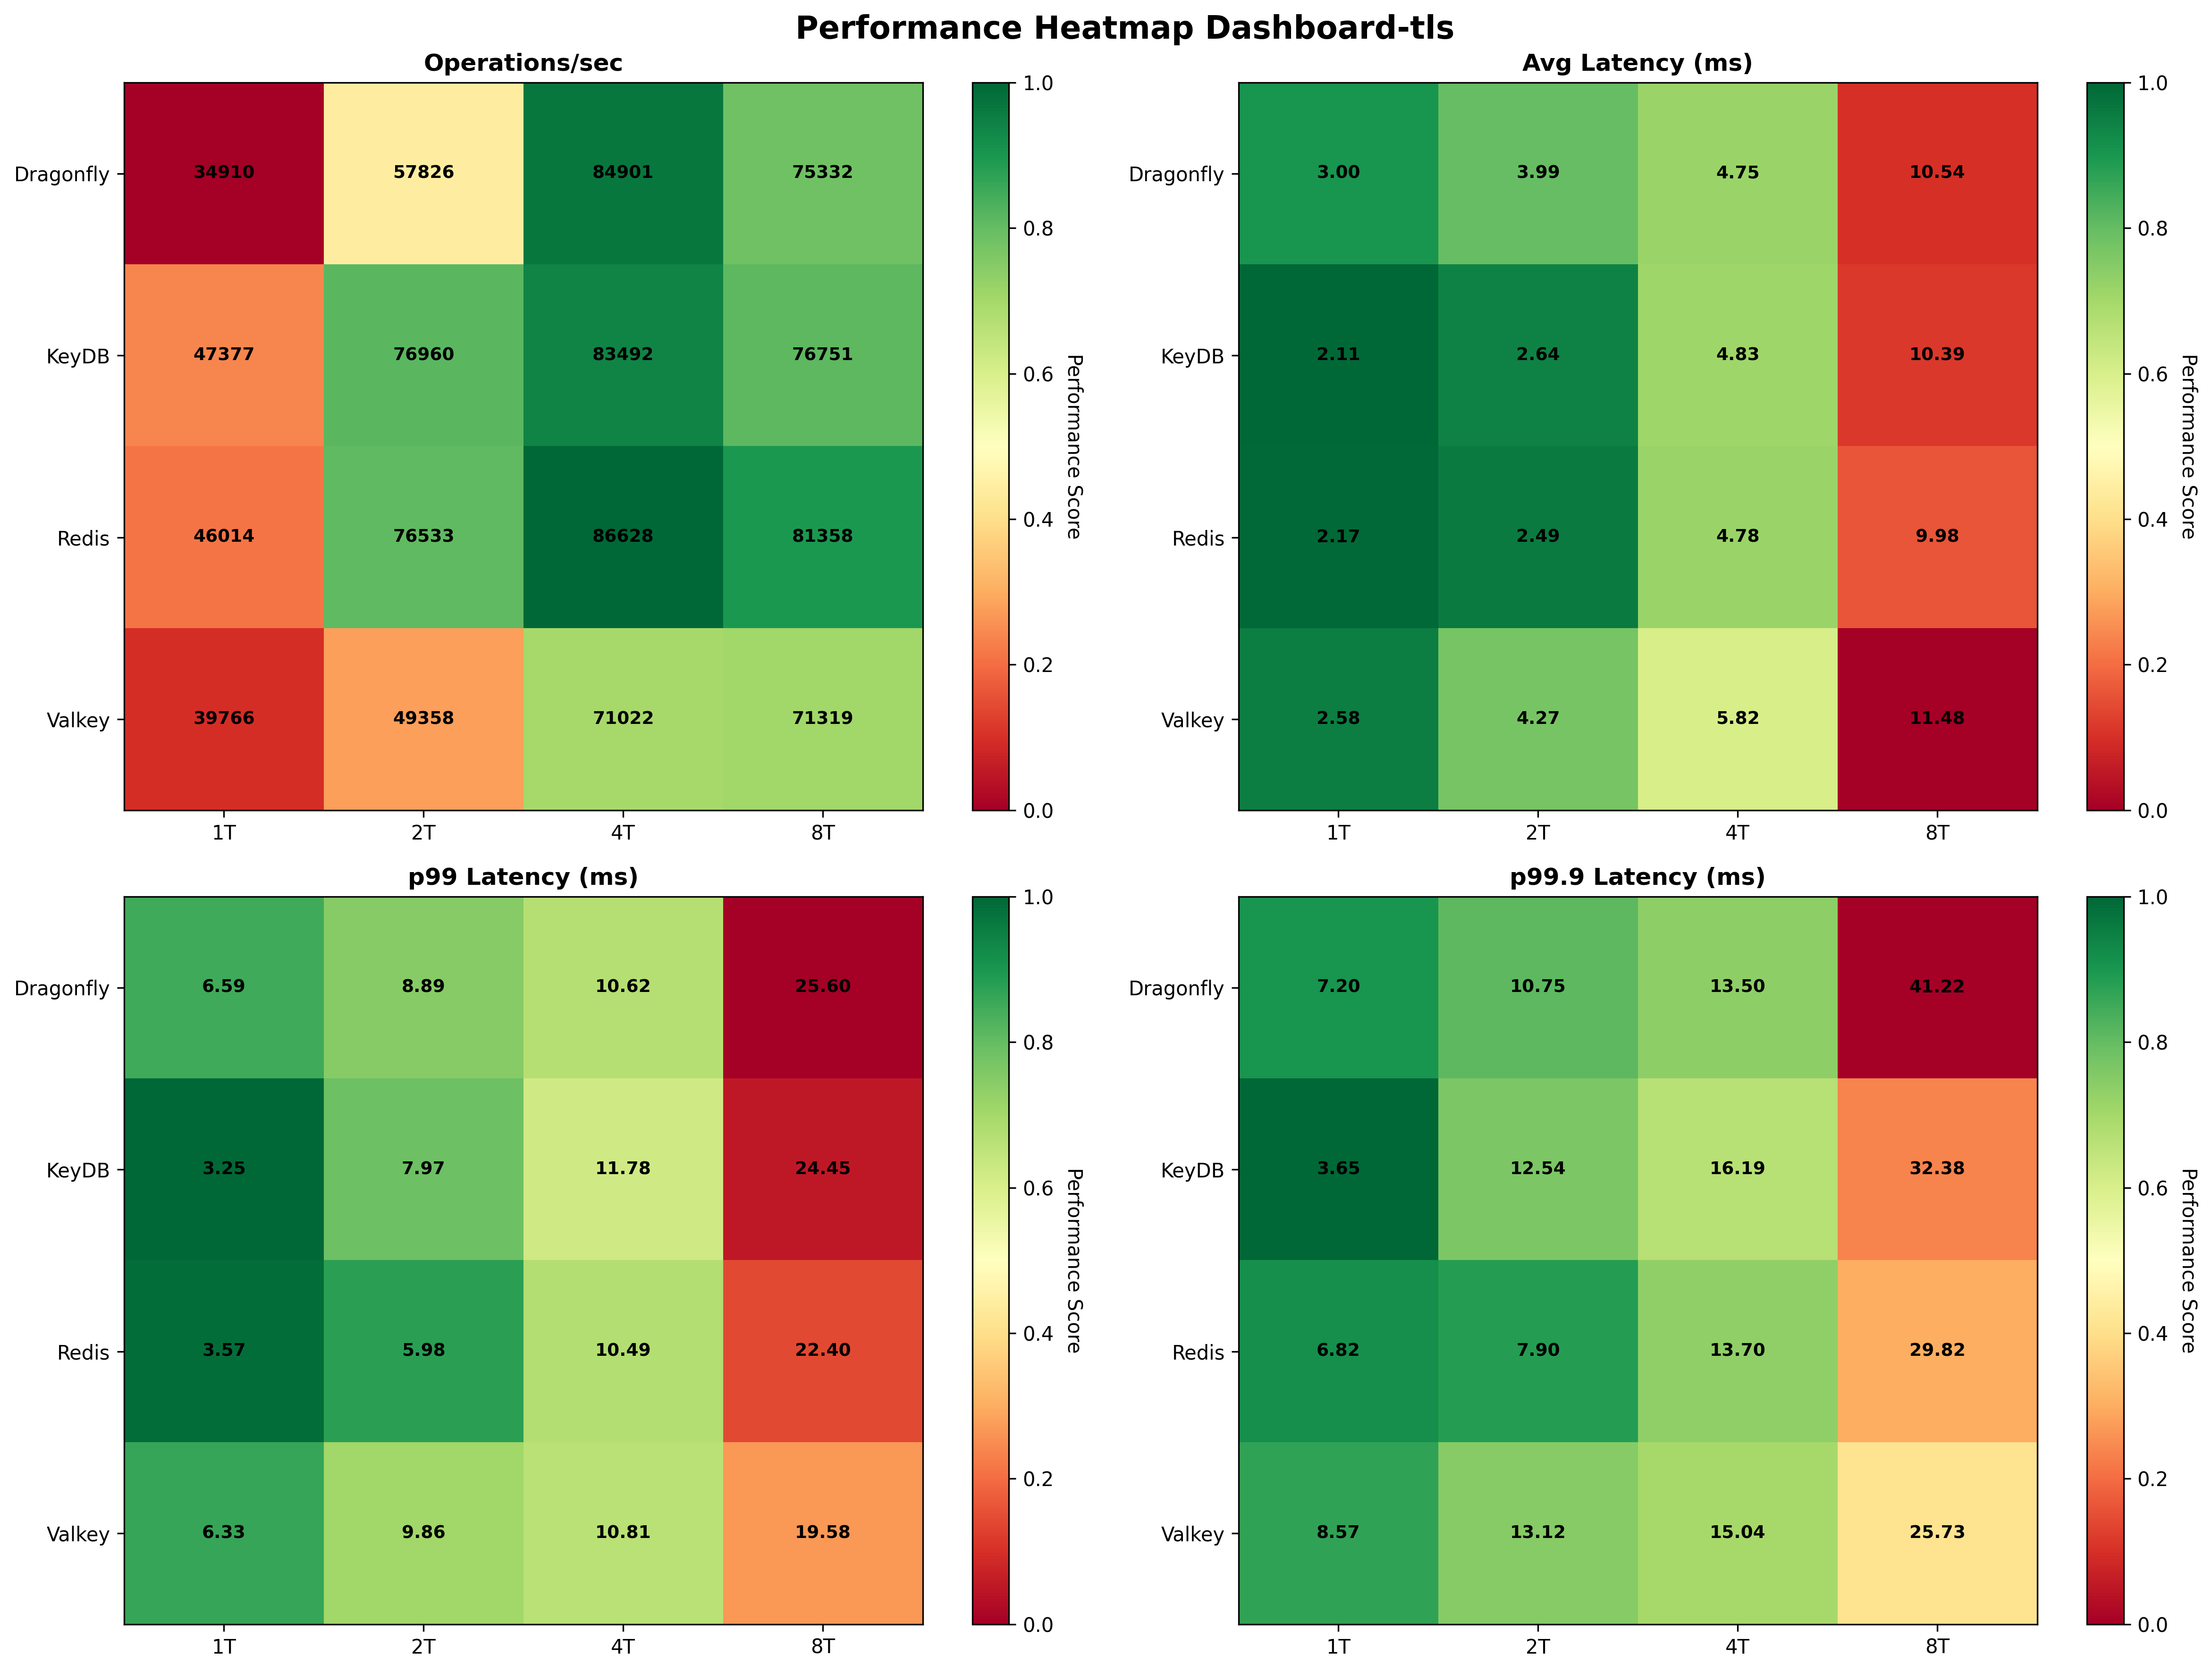 Performance Heatmap Dashboard-tls
Operations/sec
Dragonfly 34910 57826 84901 75332
KeyDB 47377 76960 83492 76751
Redis 46014 76533 86628 81358
Valkey 39766 49358 71022 71319
1T 2T 4T 8T
1.0
0.8
0.6
0.4
0.2
0.0
Performance Score
Avg Latency (ms)
Dragonfly 3.00 3.99 4.75 10.54
KeyDB 2.11 2.64 4.83 10.39
Redis 2.17 2.49 4.78 9.98
Valkey 2.58 4.27 5.82 11.48
1T 2T 4T 8T
1.0
0.8
0.6
0.4
0.2
0.0
Performance Score
p99 Latency (ms)
Dragonfly 6.59 8.89 10.62 25.60
KeyDB 3.25 7.97 11.78 24.45
Redis 3.57 5.98 10.49 22.40
Valkey 6.33 9.86 10.81 19.58
1T 2T 4T 8T
1.0
0.8
0.6
0.4
0.2
0.0
Performance Score
p99.9 Latency (ms)
Dragonfly 7.20 10.75 13.50 41.22
KeyDB 3.65 12.54 16.19 32.38
Redis 6.82 7.90 13.70 29.82
Valkey 8.57 13.12 15.04 25.73
1T 2T 4T 8T
1.0
0.8
0.6
0.4
0.2
0.0
Performance Score